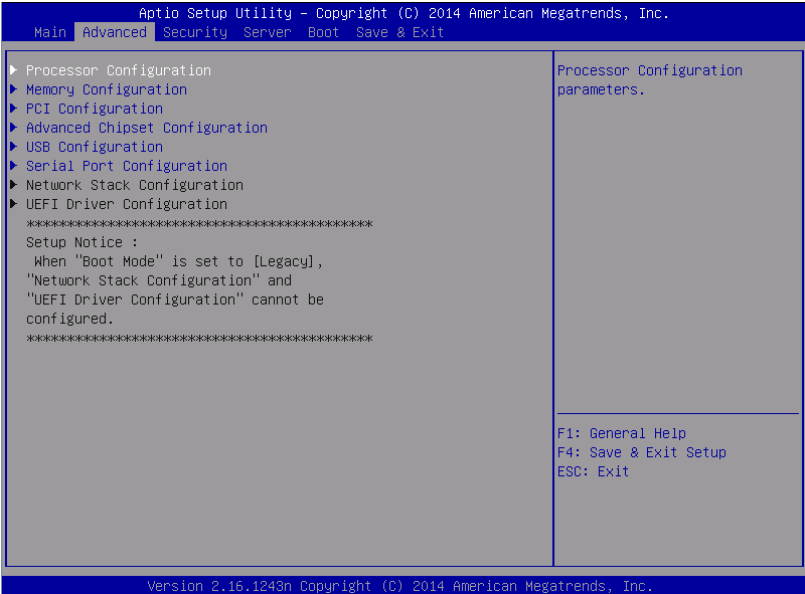 Aptio Setup Utility – Copyright (C) 2014 American Megatrends, Inc.
Main Advanced Security Server Boot Save & Exit
Processor Configuration
Memory Configuration
PCI Configuration
Advanced Chipset Configuration
USB Configuration
Serial Port Configuration
Network Stack Configuration
UEFI Driver Configuration
*******************************************
Setup Notice :
When "Boot Mode" is set to [Legacy],
"Network Stack Configuration" and
"UEFI Driver Configuration" cannot be
configured.
*******************************************
Processor Configuration
parameters.
F1: General Help
F4: Save & Exit Setup
ESC: Exit
Version 2.16.1243n Copyright (C) 2014 American Megatrends, Inc.